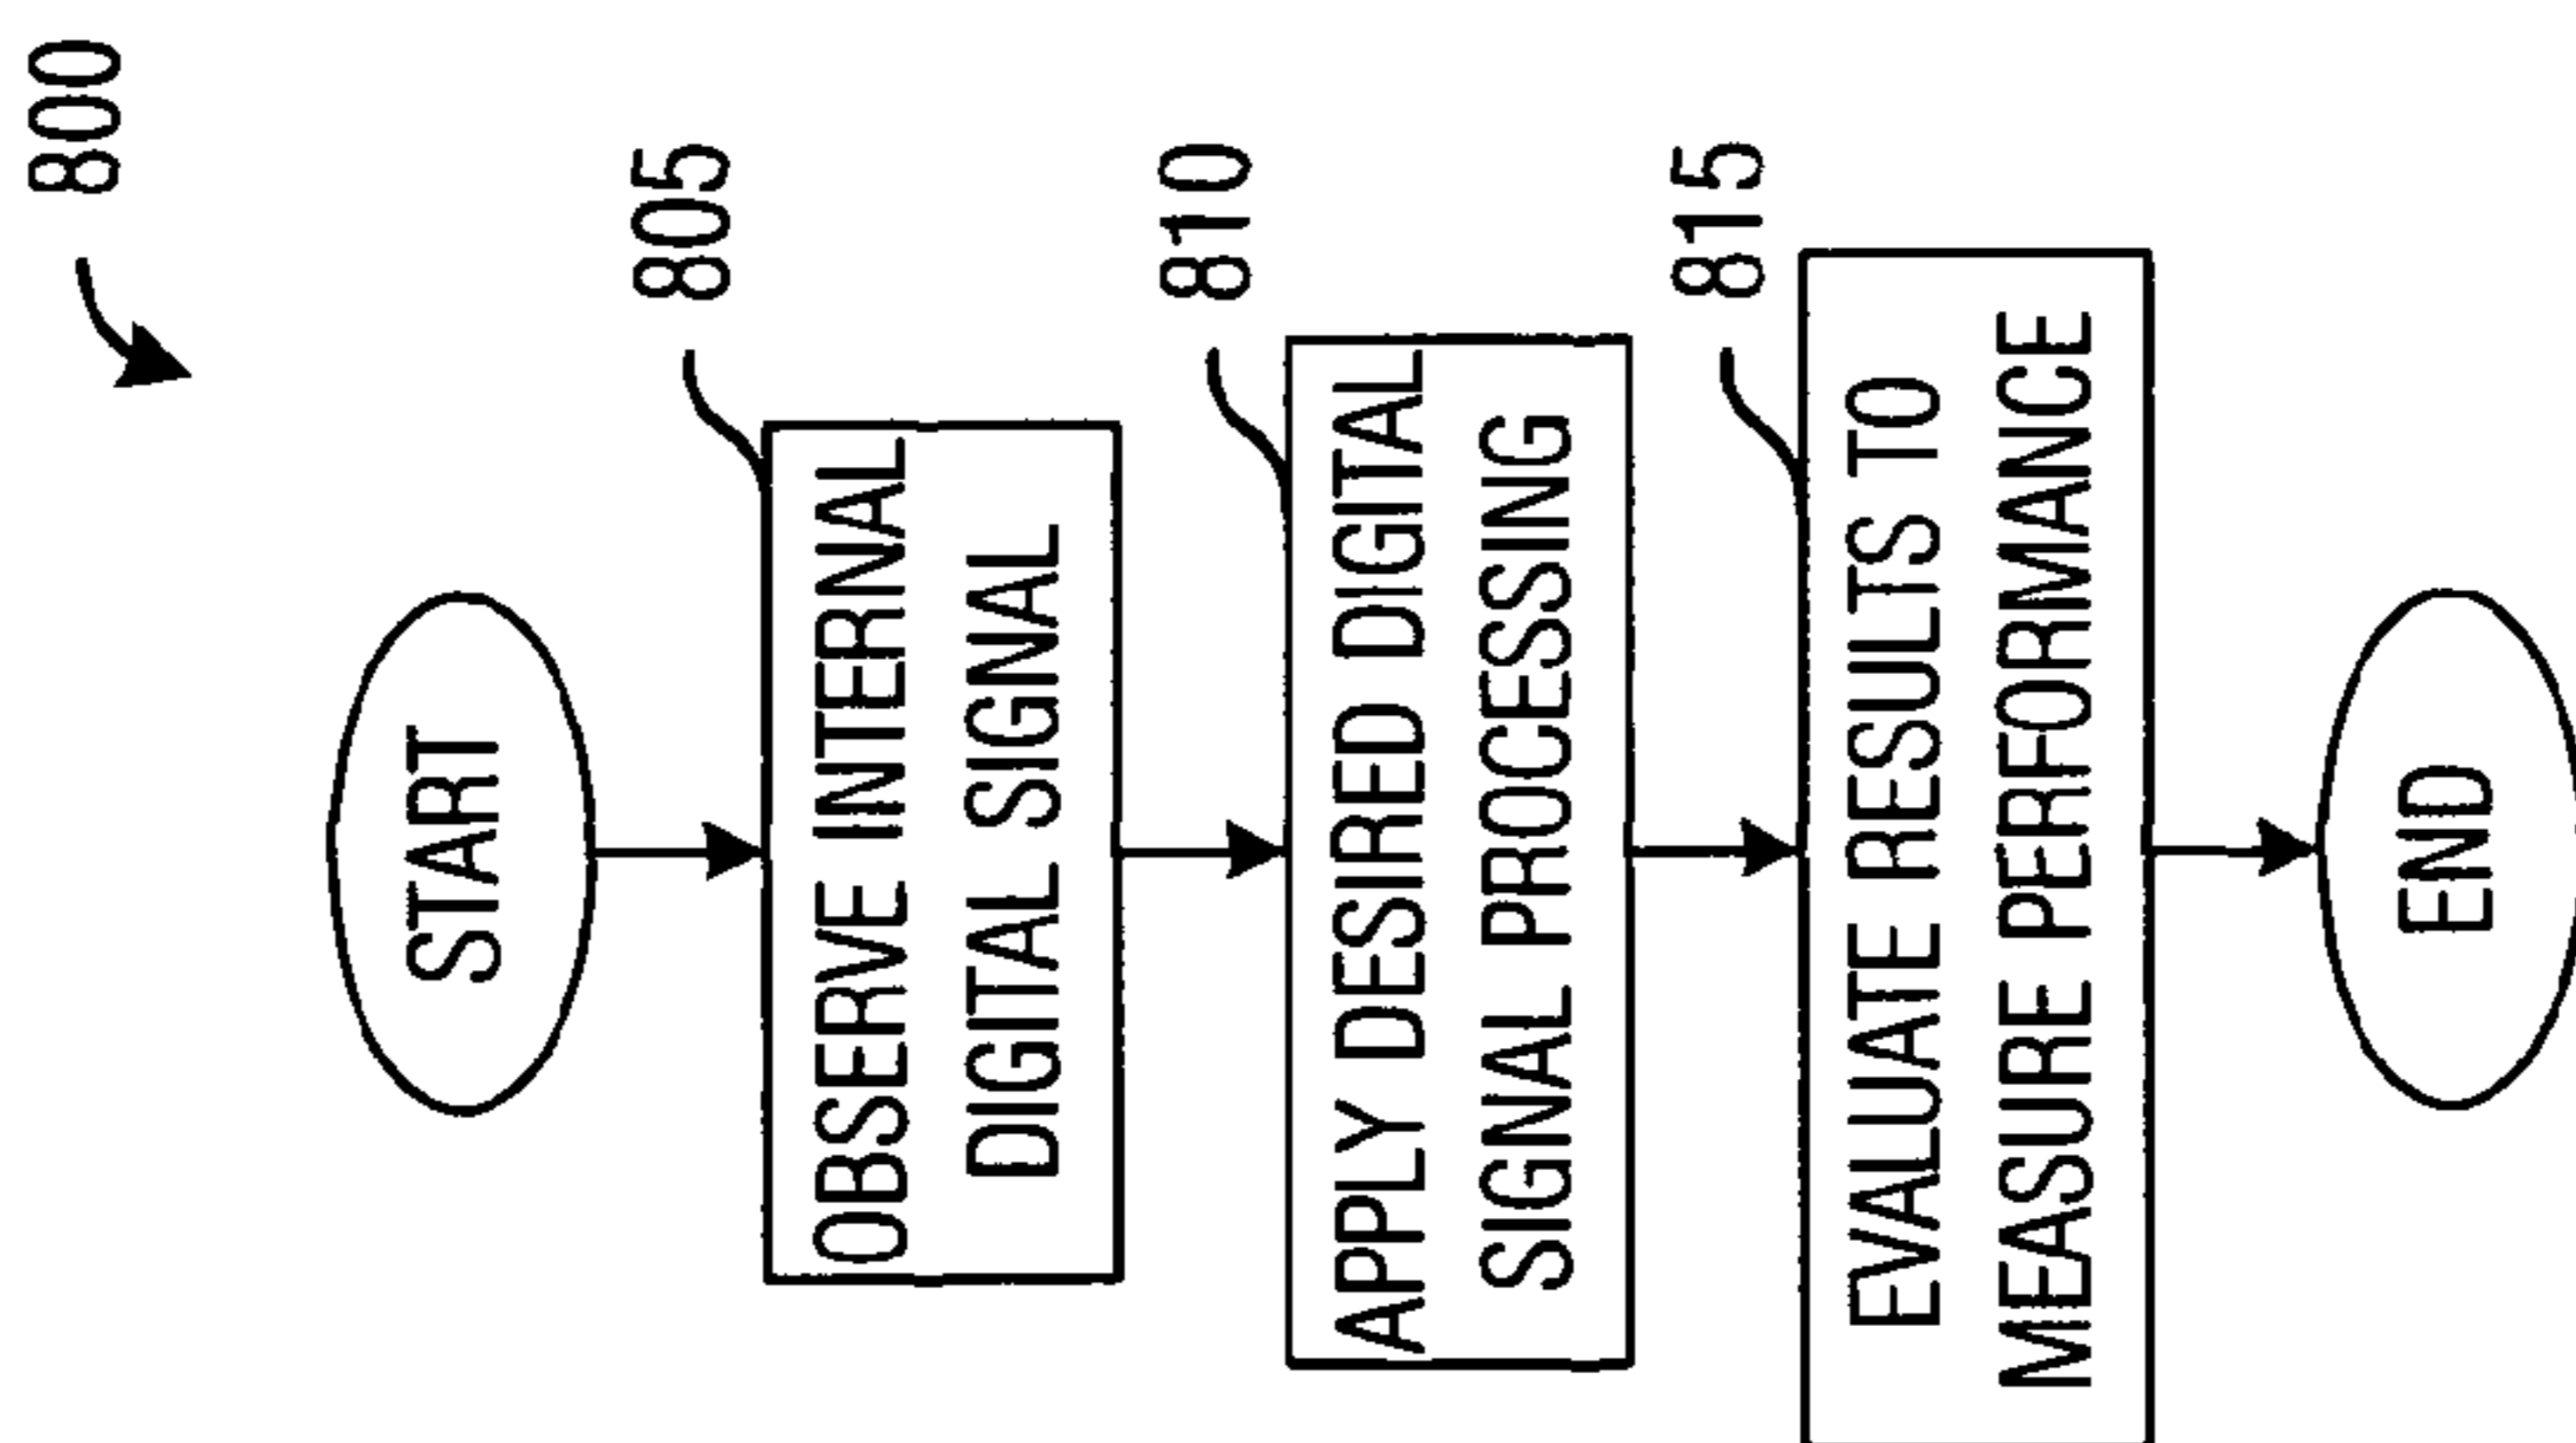 800
START
805
OBSERVE INTERNAL
DIGITAL SIGNAL
810
APPLY DESIRED DIGITAL
SIGNAL PROCESSING
815
EVALUATE RESULTS TO
MEASURE PERFORMANCE
END